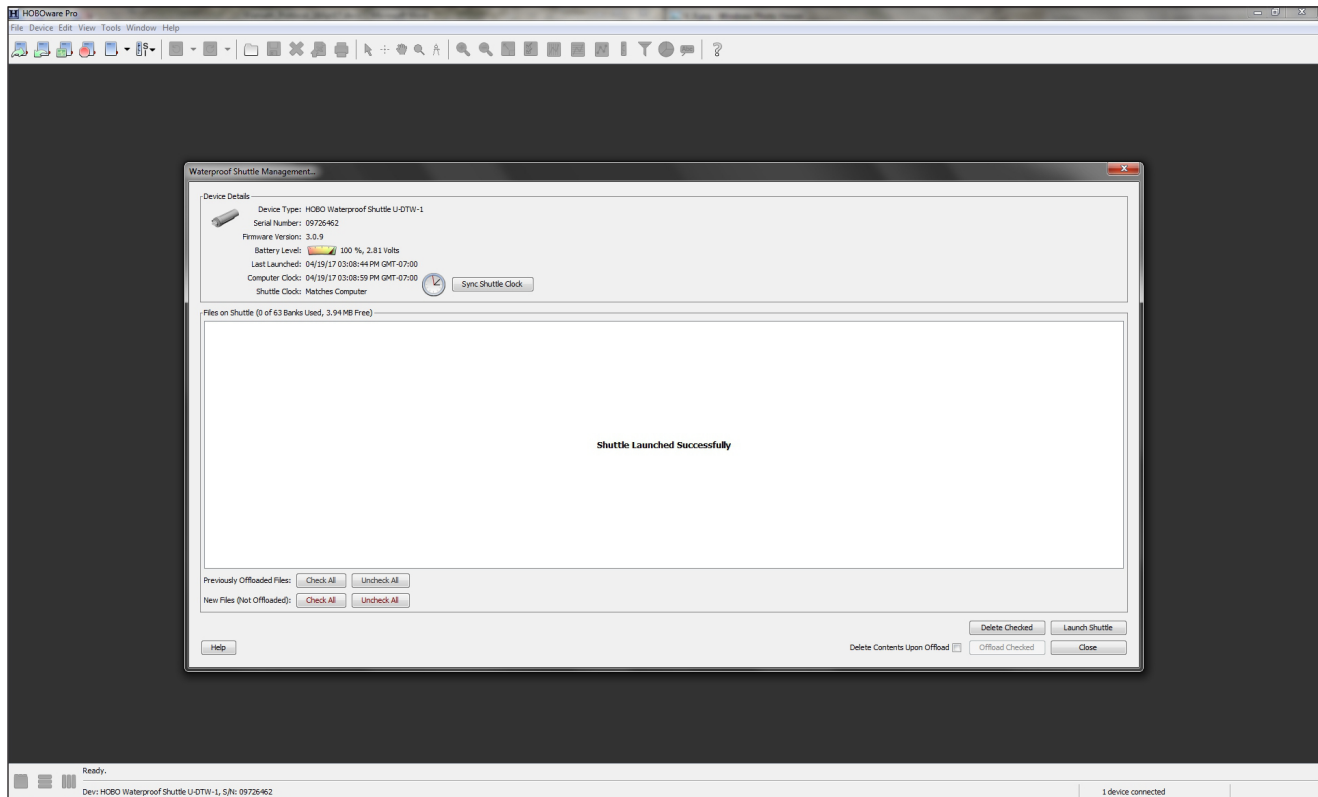 HOBOware Pro
File Device Edit View Tools Window Help
Waterproof Shuttle Management...
Device Details
Device Type: HOBO Waterproof Shuttle U-DTW-1
Serial Number: 09726462
Firmware Version: 3.0.9
Battery Level: 100 %, 2.81 Volts
Last Launched: 04/19/17 03:08:44 PM GMT-07:00
Computer Clock: 04/19/17 03:08:59 PM GMT-07:00
Sync Shuttle Clock
Shuttle Clock: Matches Computer
Files on Shuttle (0 of 63 Banks Used, 3.94 MB Free)
Shuttle Launched Successfully
Previously Offloaded Files: Check All Uncheck All
New Files (Not Offloaded): Check All Uncheck All
Delete Checked Launch Shuttle
Help Delete Contents Upon Offload Offload Checked Close
Ready.
Dev: HOBO Waterproof Shuttle U-DTW-1, S/N: 09726462 1 device connected